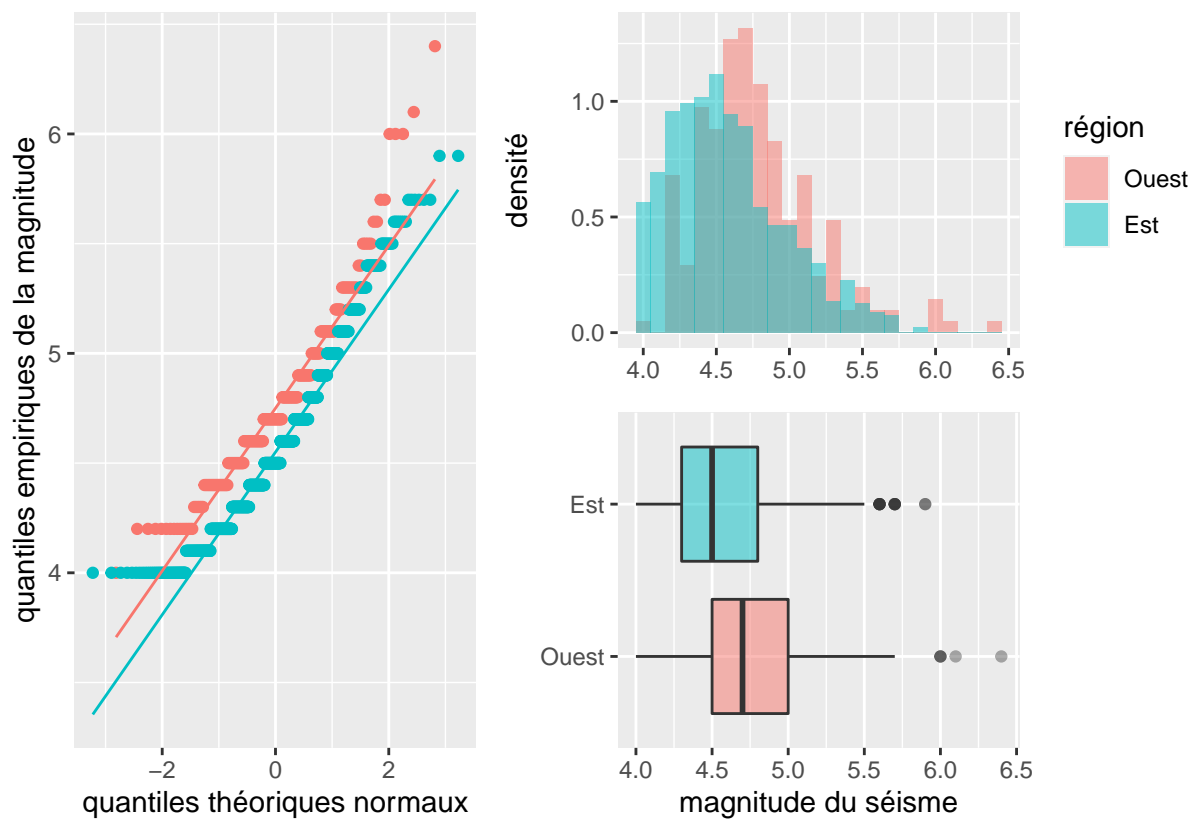 quantiles empiriques de la magnitude
6
5
4
−2
0
2
quantiles théoriques normaux
densité
1.0
0.5
0.0
4.0
4.5
5.0
5.5
6.0
6.5
région
Ouest
Est
Est
Ouest
4.0
4.5
5.0
5.5
6.0
6.5
magnitude du séisme